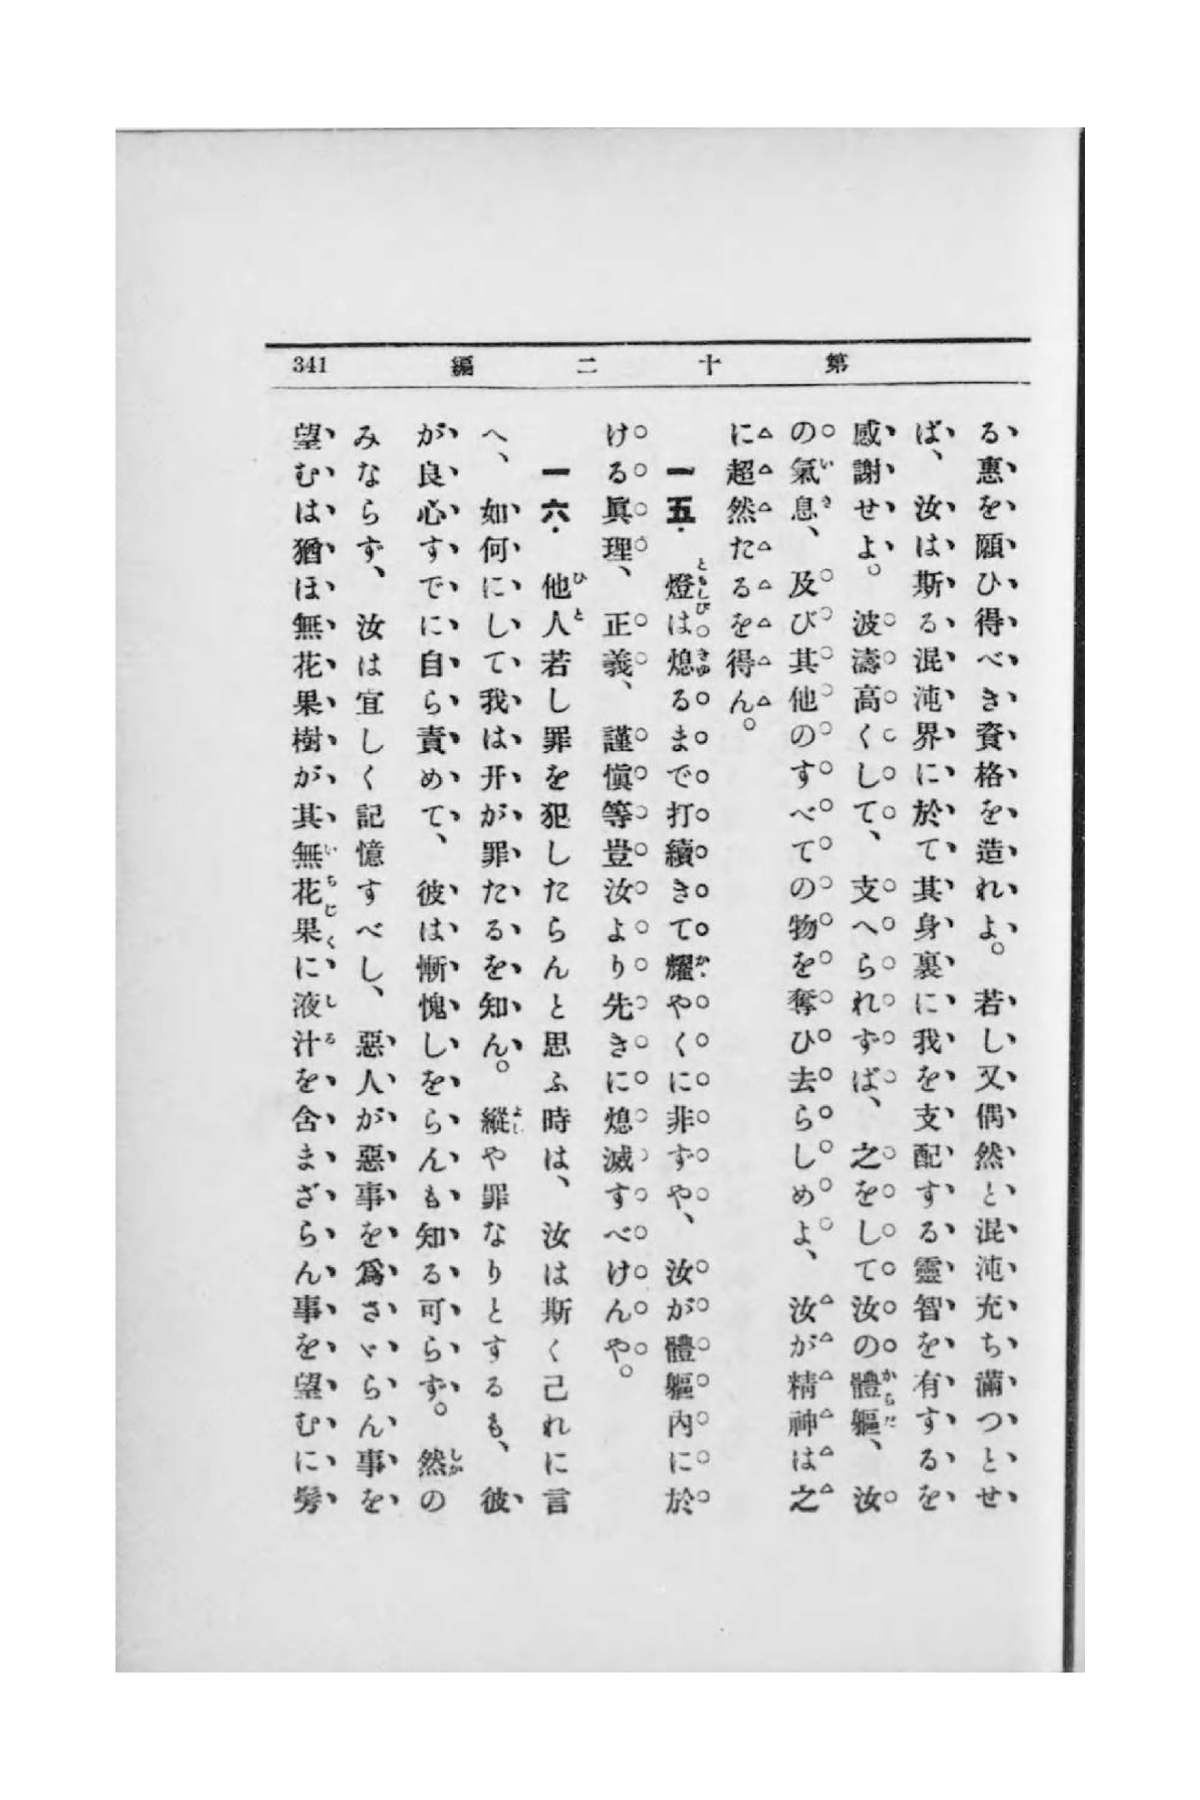 第十二編
341
る惠を願ひ得べき資格を造れよ。若し又偶然と混沌充ち滿つとせ
ば、汝は斯る混沌界に於て其身裏に我を支配する靈智を有するを
感謝せよ。波濤高くして、支へられずば、之をして汝の體軀、汝
の氣息、及び其他のすべての物を奪ひ去らしめよ、汝が精神は之
に超然たるを得ん。
一五. 燈は熄るまで打續きて耀やくに非ずや、汝が體軀内に於
ける眞理、正義、謹愼等豈汝より先きに熄滅すべけんや。
一六. 他人若し罪を犯したらんと思ふ時は、汝は斯く己れに言
へ、如何にして我は开が罪たるを知ん。縱や罪なりとするも、彼
が良心すでに自ら責めて、彼は慚愧しをらんも知る可らず。然の
みならず、汝は宜しく記憶すべし、惡人が惡事を爲さゞらん事を
望むは猶ほ無花果樹が其無花果に液汁を含まざらん事を望むに髣